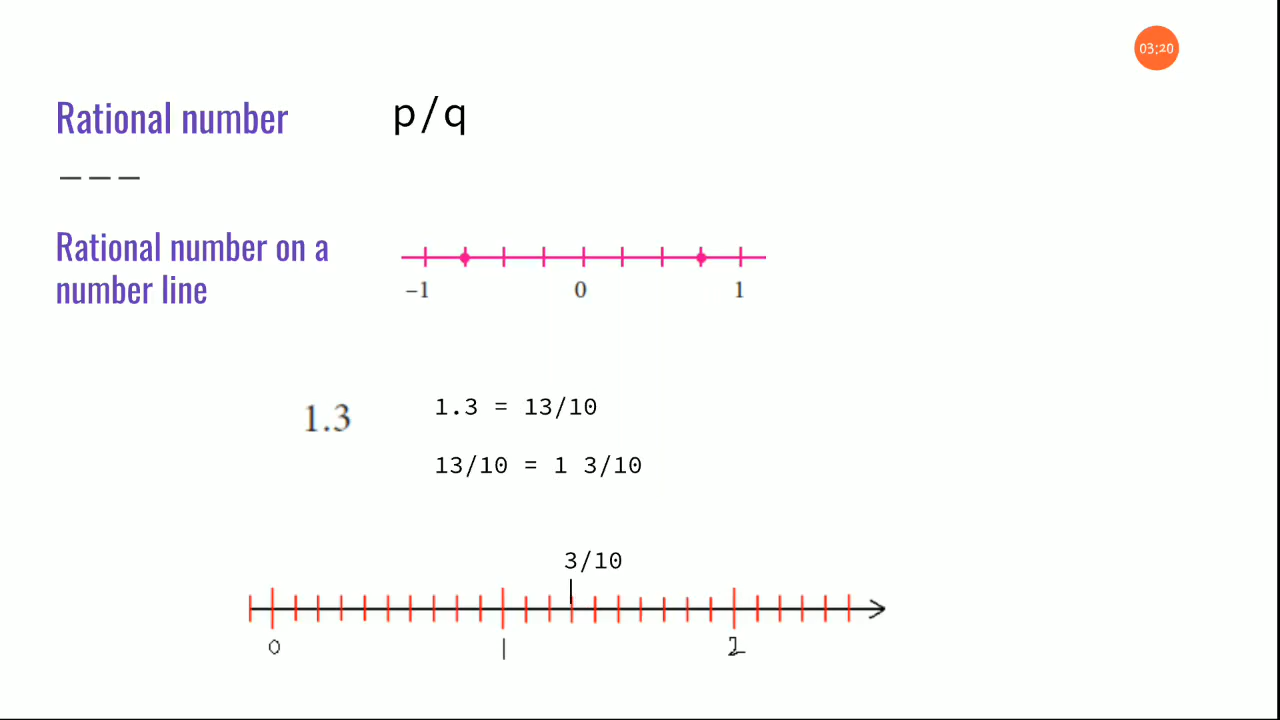 03:20
Rational number p/q
Rational number on a
number line
−1 0 1
1.3 1.3 = 13/10
13/10 = 1 3/10
3/10
0 1 2